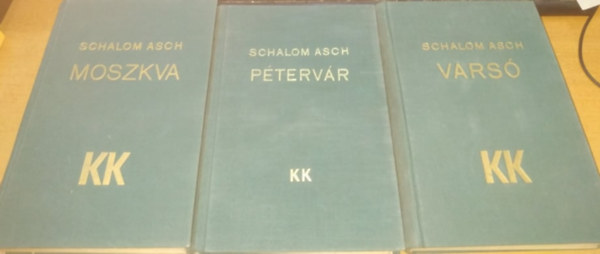 SCHALOM ASCH
MOSZKVA
KK
SCHALOM ASCH
PÉTERVÁR
KK
SCHALOM ASCH
VARSÓ
KK